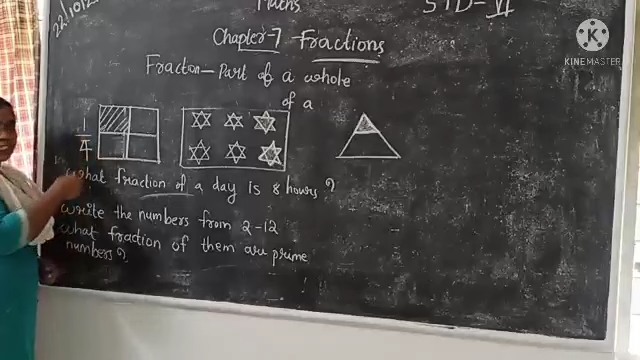 22/10/2
Maths
STD-VI
Chapter-7 Fractions
Fracton - Part of a whole
of a
1/4
What fraction of a day is 8 hours?
Write the numbers from 2-12
what fraction of them are prime
numbers?
KINEMASTER